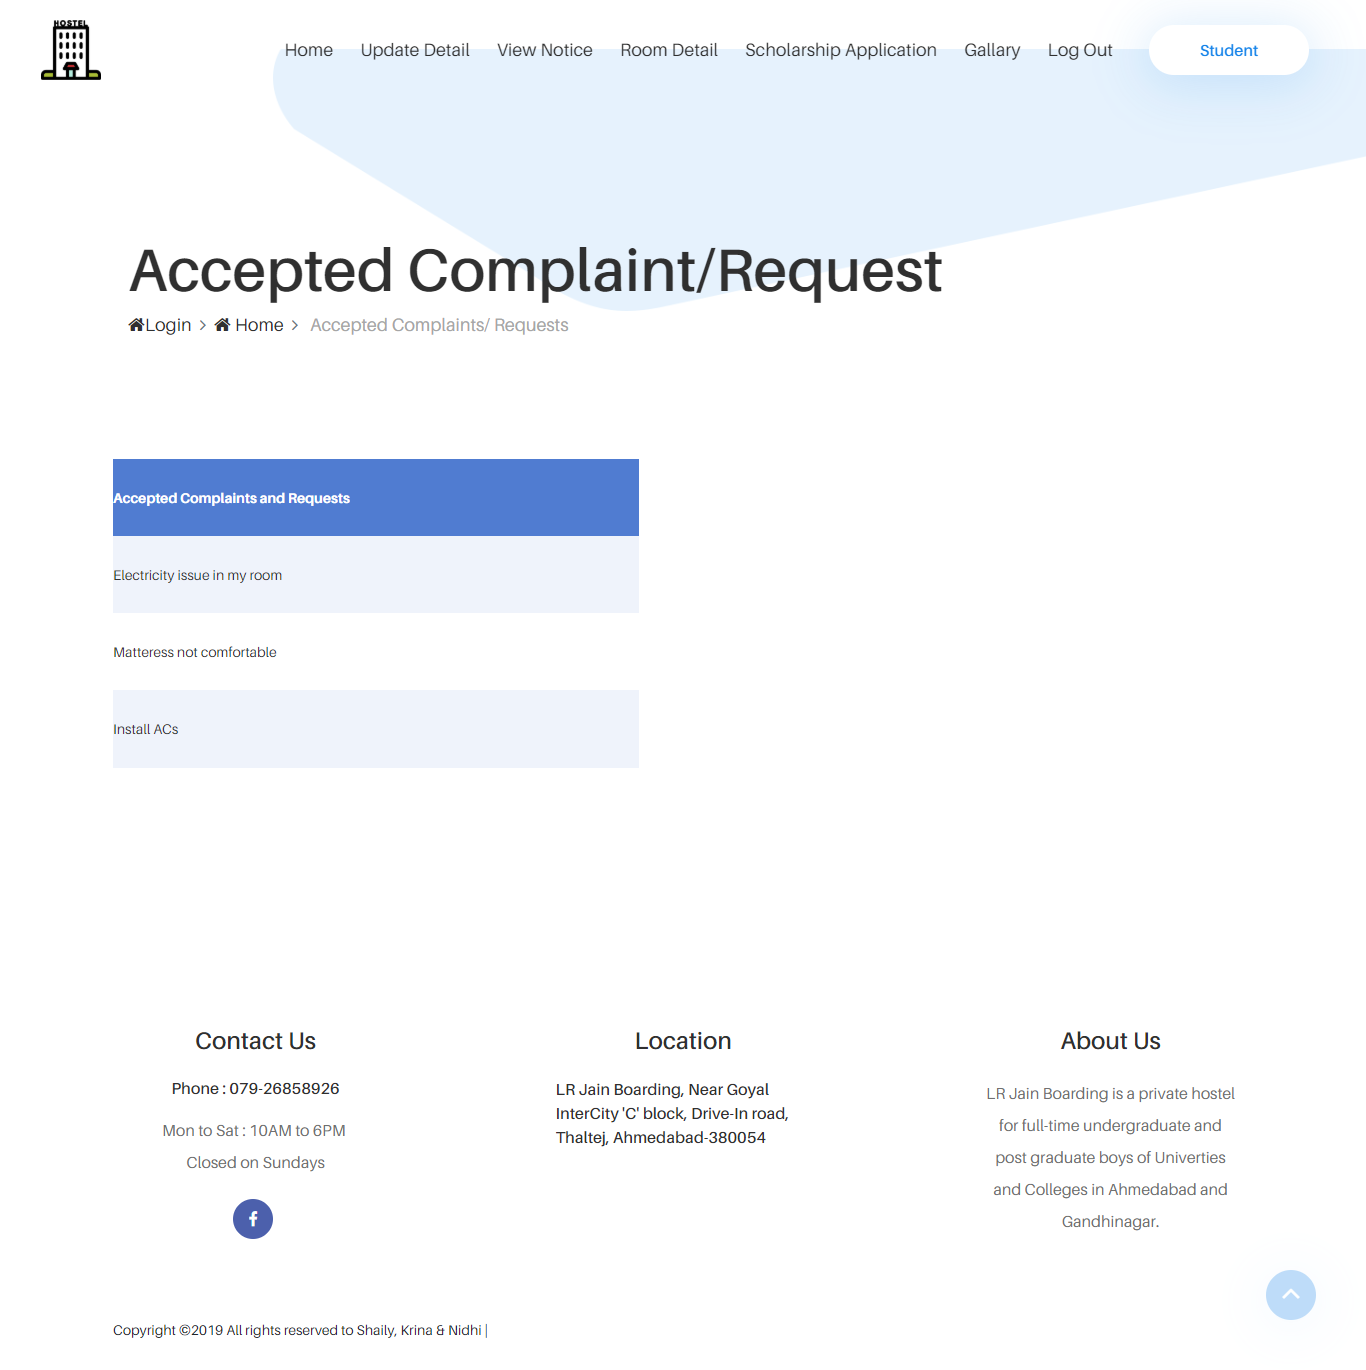 HOSTEL
Home Update Detail View Notice Room Detail Scholarship Application Gallary Log Out Student
Accepted Complaint/Request
Login > Home > Accepted Complaints/ Requests
Accepted Complaints and Requests
Electricity issue in my room
Matteress not comfortable
Install ACs
Contact Us
Phone : 079-26858926
Mon to Sat : 10AM to 6PM
Closed on Sundays
Location
LR Jain Boarding, Near Goyal
InterCity 'C' block, Drive-In road,
Thaltej, Ahmedabad-380054
About Us
LR Jain Boarding is a private hostel
for full-time undergraduate and
post graduate boys of Univerties
and Colleges in Ahmedabad and
Gandhinagar.
Copyright ©2019 All rights reserved to Shaily, Krina & Nidhi |